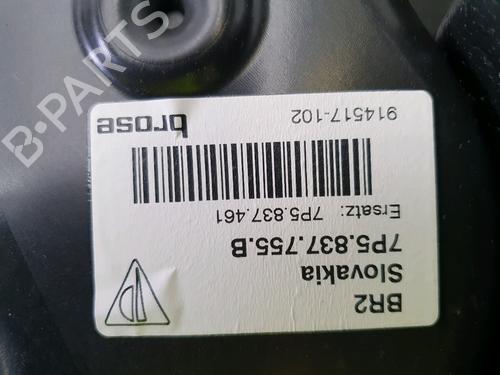 BR2
Slovakia
7P5.837.755.B
Ersatz: 7P5.837.461
brose
914517-102
B-PARTS